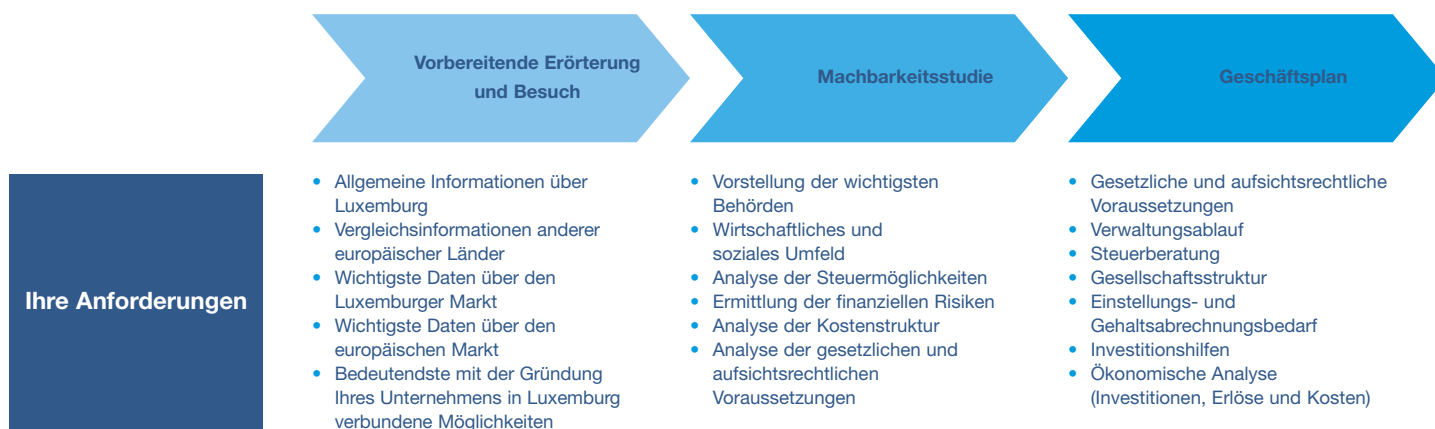 Vorbereitende Erörterung
und Besuch
Machbarkeitsstudie
Geschäftsplan
Ihre Anforderungen
• Allgemeine Informationen über
Luxemburg
• Vergleichsinformationen anderer
europäischer Länder
• Wichtigste Daten über den
Luxemburger Markt
• Wichtigste Daten über den
europäischen Markt
• Bedeutendste mit der Gründung
Ihres Unternehmens in Luxemburg
verbundene Möglichkeiten
• Vorstellung der wichtigsten
Behörden
• Wirtschaftliches und
soziales Umfeld
• Analyse der Steuermöglichkeiten
• Ermittlung der finanziellen Risiken
• Analyse der Kostenstruktur
• Analyse der gesetzlichen und
aufsichtsrechtlichen
Voraussetzungen
• Gesetzliche und aufsichtsrechtliche
Voraussetzungen
• Verwaltungsablauf
• Steuerberatung
• Gesellschaftsstruktur
• Einstellungs- und
Gehaltsabrechnungsbedarf
• Investitionshilfen
• Ökonomische Analyse
(Investitionen, Erlöse und Kosten)